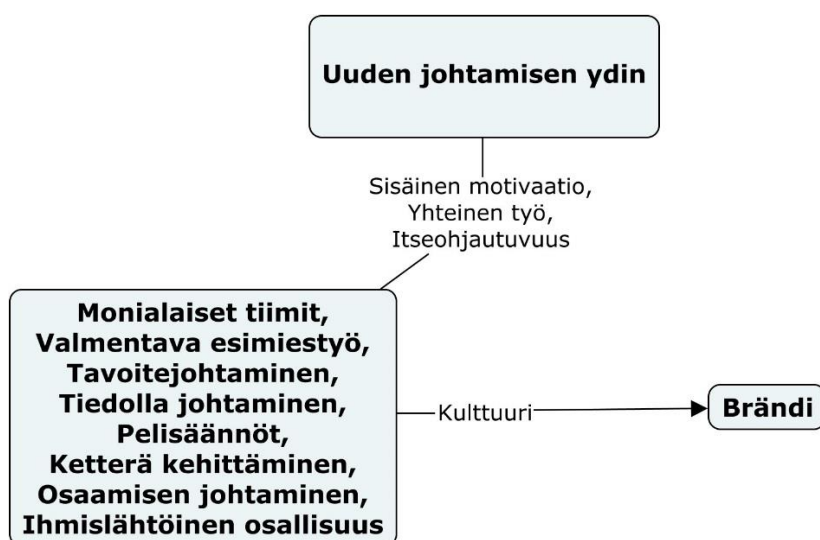 Uuden johtamisen ydin
Sisäinen motivaatio,
Yhteinen työ,
Itseohjautuvuus
Monialaiset tiimit,
Valmentava esimiestyö,
Tavoitejohtaminen,
Tiedolla johtaminen,
Pelisäännöt,
Ketterä kehittäminen,
Osaamisen johtaminen,
Ihmislähtöinen osallisuus
Kulttuuri
Brändi